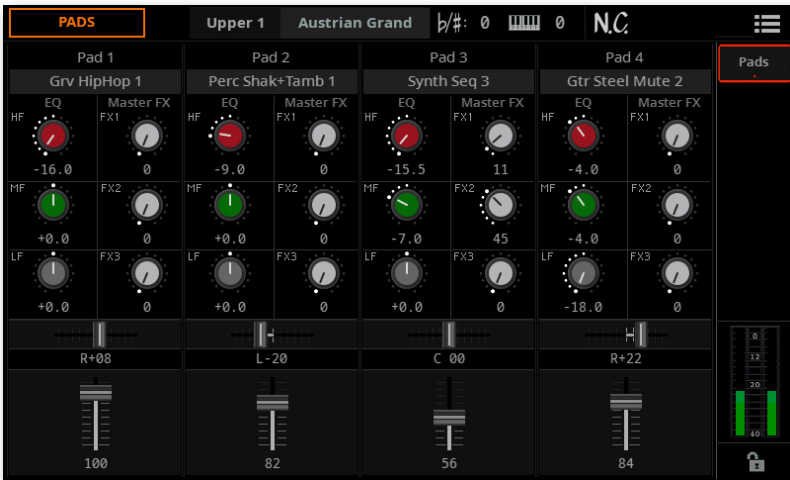 PADS Upper 1 Austrian Grand b/#: 0 0 N.C.
Pad 1 Pad 2 Pad 3 Pad 4 Pads
Grv HipHop 1 Perc Shak+Tamb 1 Synth Seq 3 Gtr Steel Mute 2
EQ Master FX EQ Master FX EQ Master FX EQ Master FX
HF FX1 HF FX1 HF FX1 HF FX1
-16.0 0 -9.0 0 -15.5 11 -4.0 0
MF FX2 MF FX2 MF FX2 MF FX2
+0.0 0 +0.0 0 -7.0 45 -4.0 0
LF FX3 LF FX3 LF FX3 LF FX3
+0.0 0 +0.0 0 +0.0 0 -18.0 0
0
R+08 L-20 C 00 R+22 12
20
40
100 82 56 84